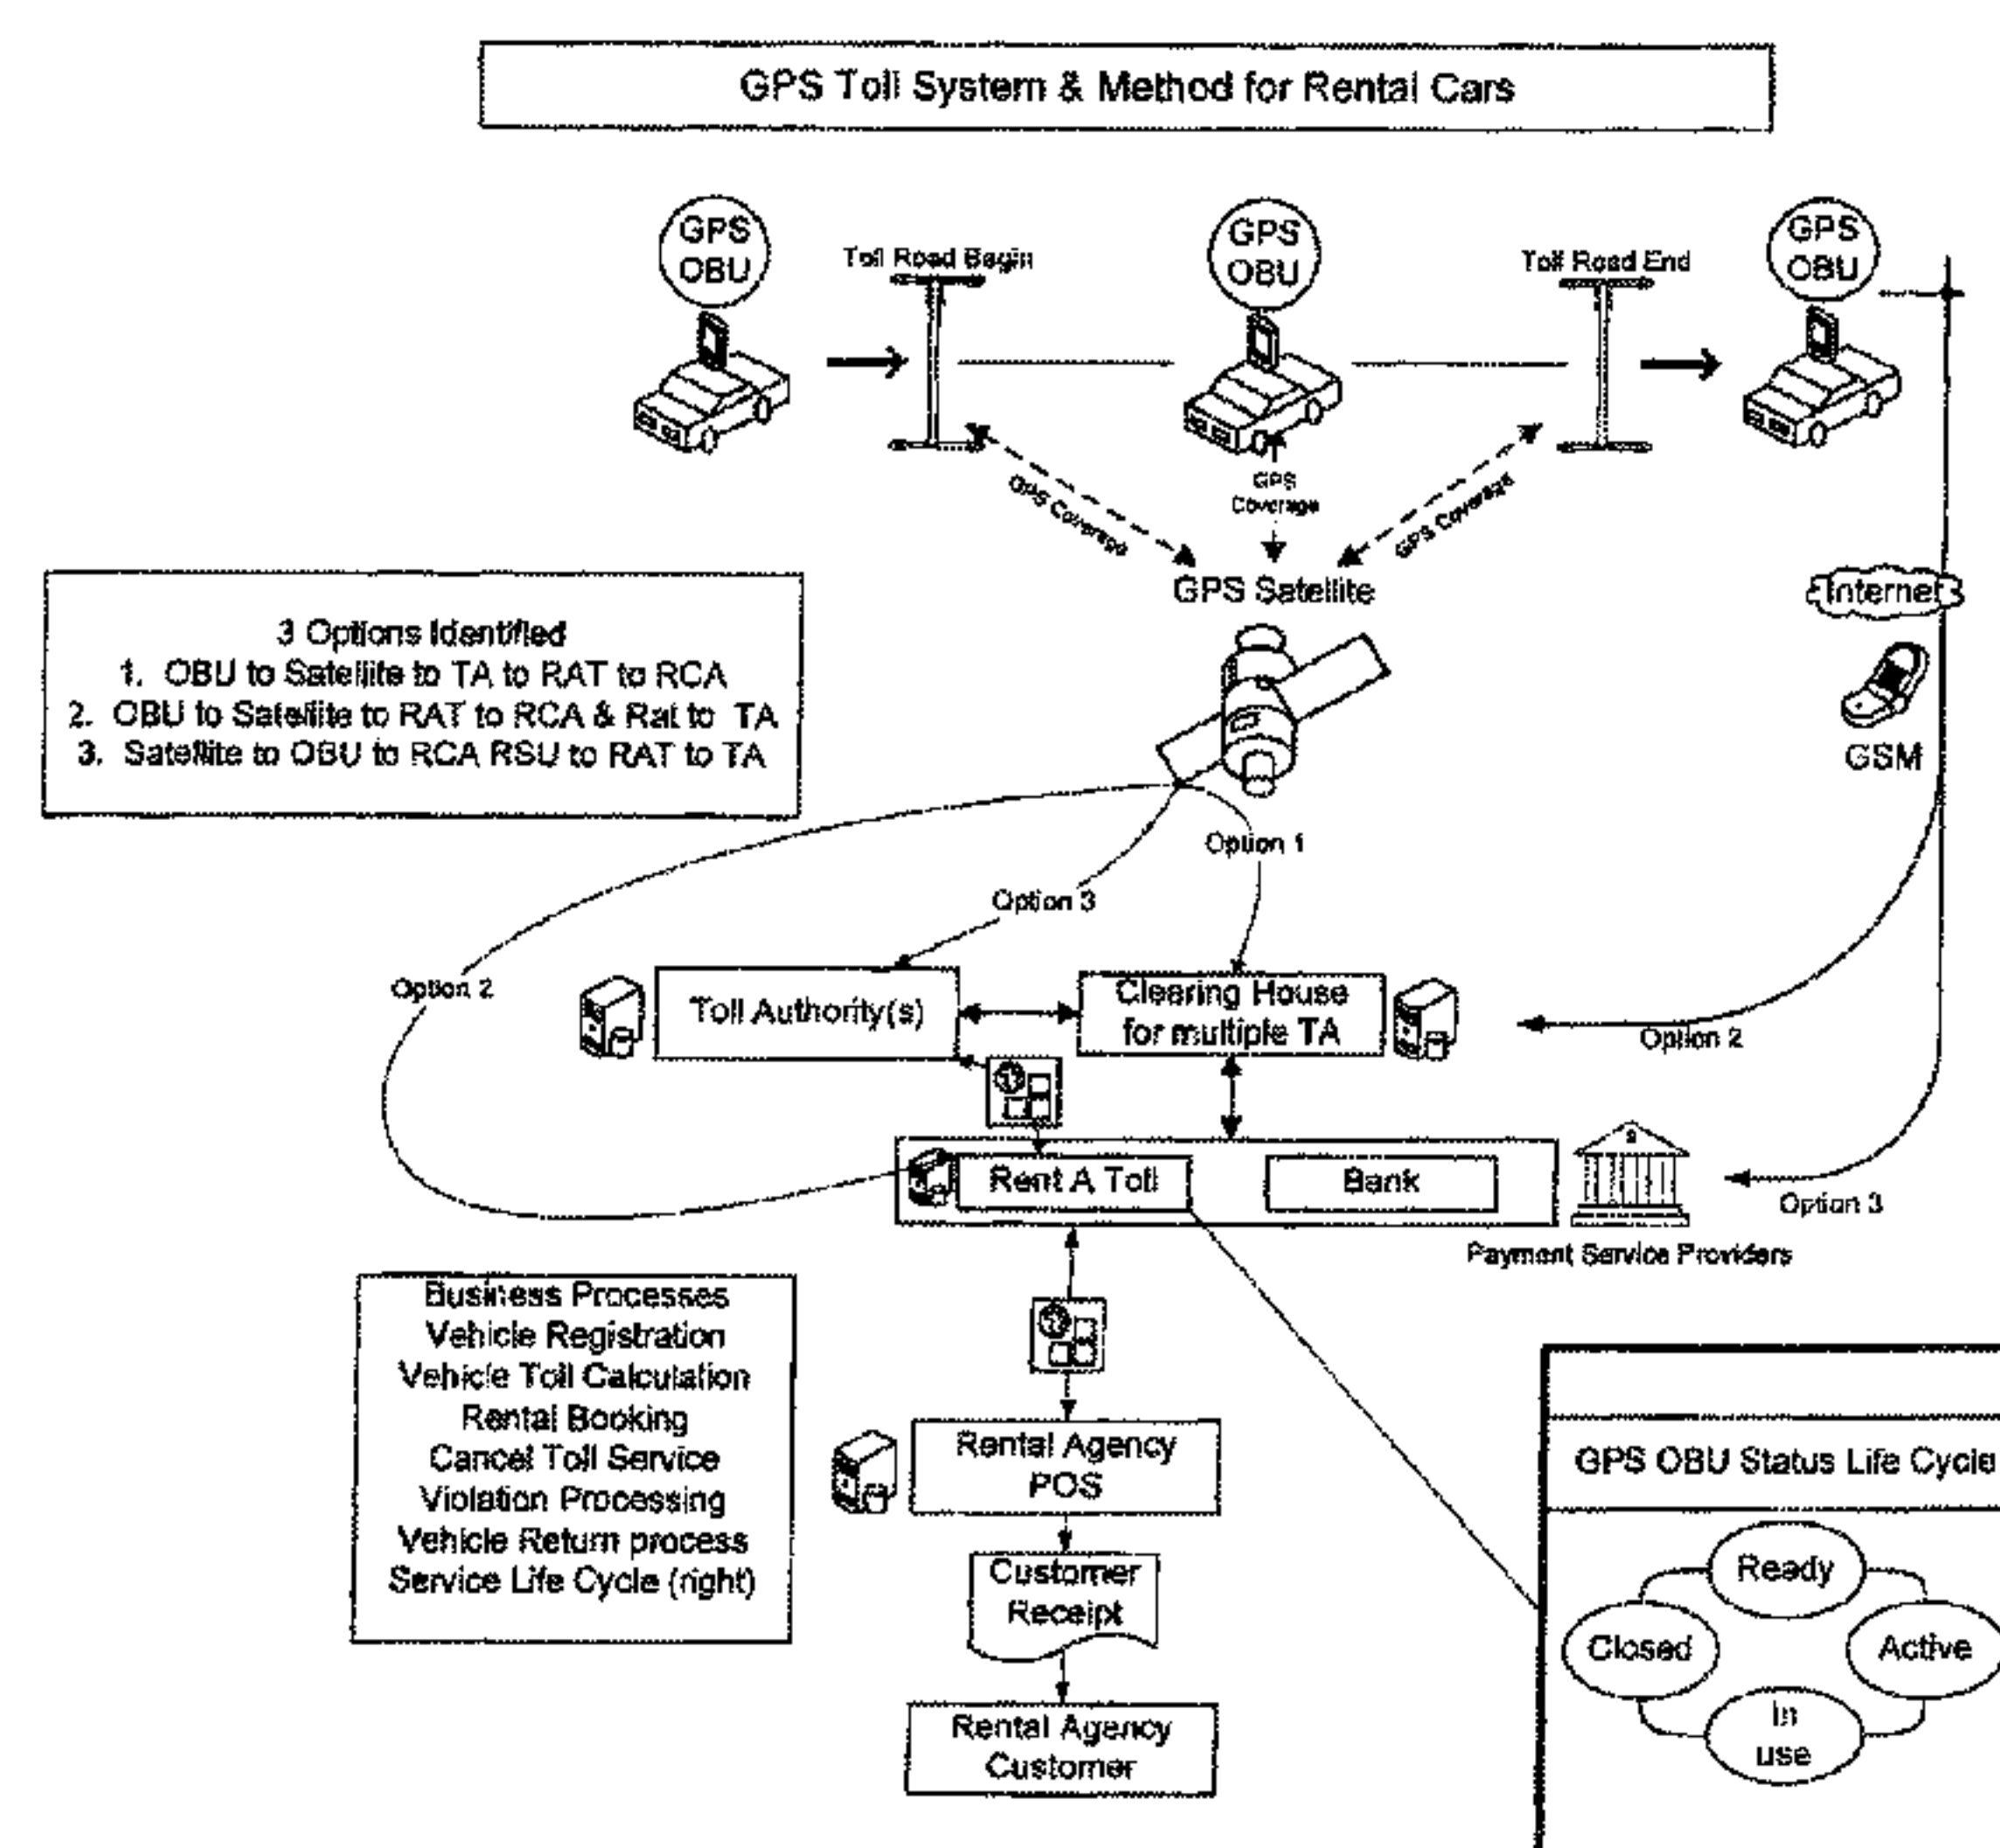 GPS Toll System & Method for Rental Cars
GPS
OBU
Toll Road Begin
GPS
OBU
Toll Road End
GPS
OBU
GPS Coverage
GPS
Coverage
GPS Coverage
GPS Satellite
Internet
GSM
3 Options Identified
1. OBU to Satellite to TA to RAT to RCA
2. OBU to Satellite to RAT to RCA & Rat to TA
3. Satellite to OBU to RCA RSU to RAT to TA
Option 1
Option 3
Option 2
Toll Authority(s)
Clearing House
for multiple TA
Option 2
Rent A Toll
Bank
Option 3
Payment Service Providers
Business Processes
Vehicle Registration
Vehicle Toll Calculation
Rental Booking
Cancel Toll Service
Violation Processing
Vehicle Return process
Service Life Cycle (right)
Rental Agency
POS
Customer
Receipt
Rental Agency
Customer
GPS OBU Status Life Cycle
Ready
Closed
Active
In
use